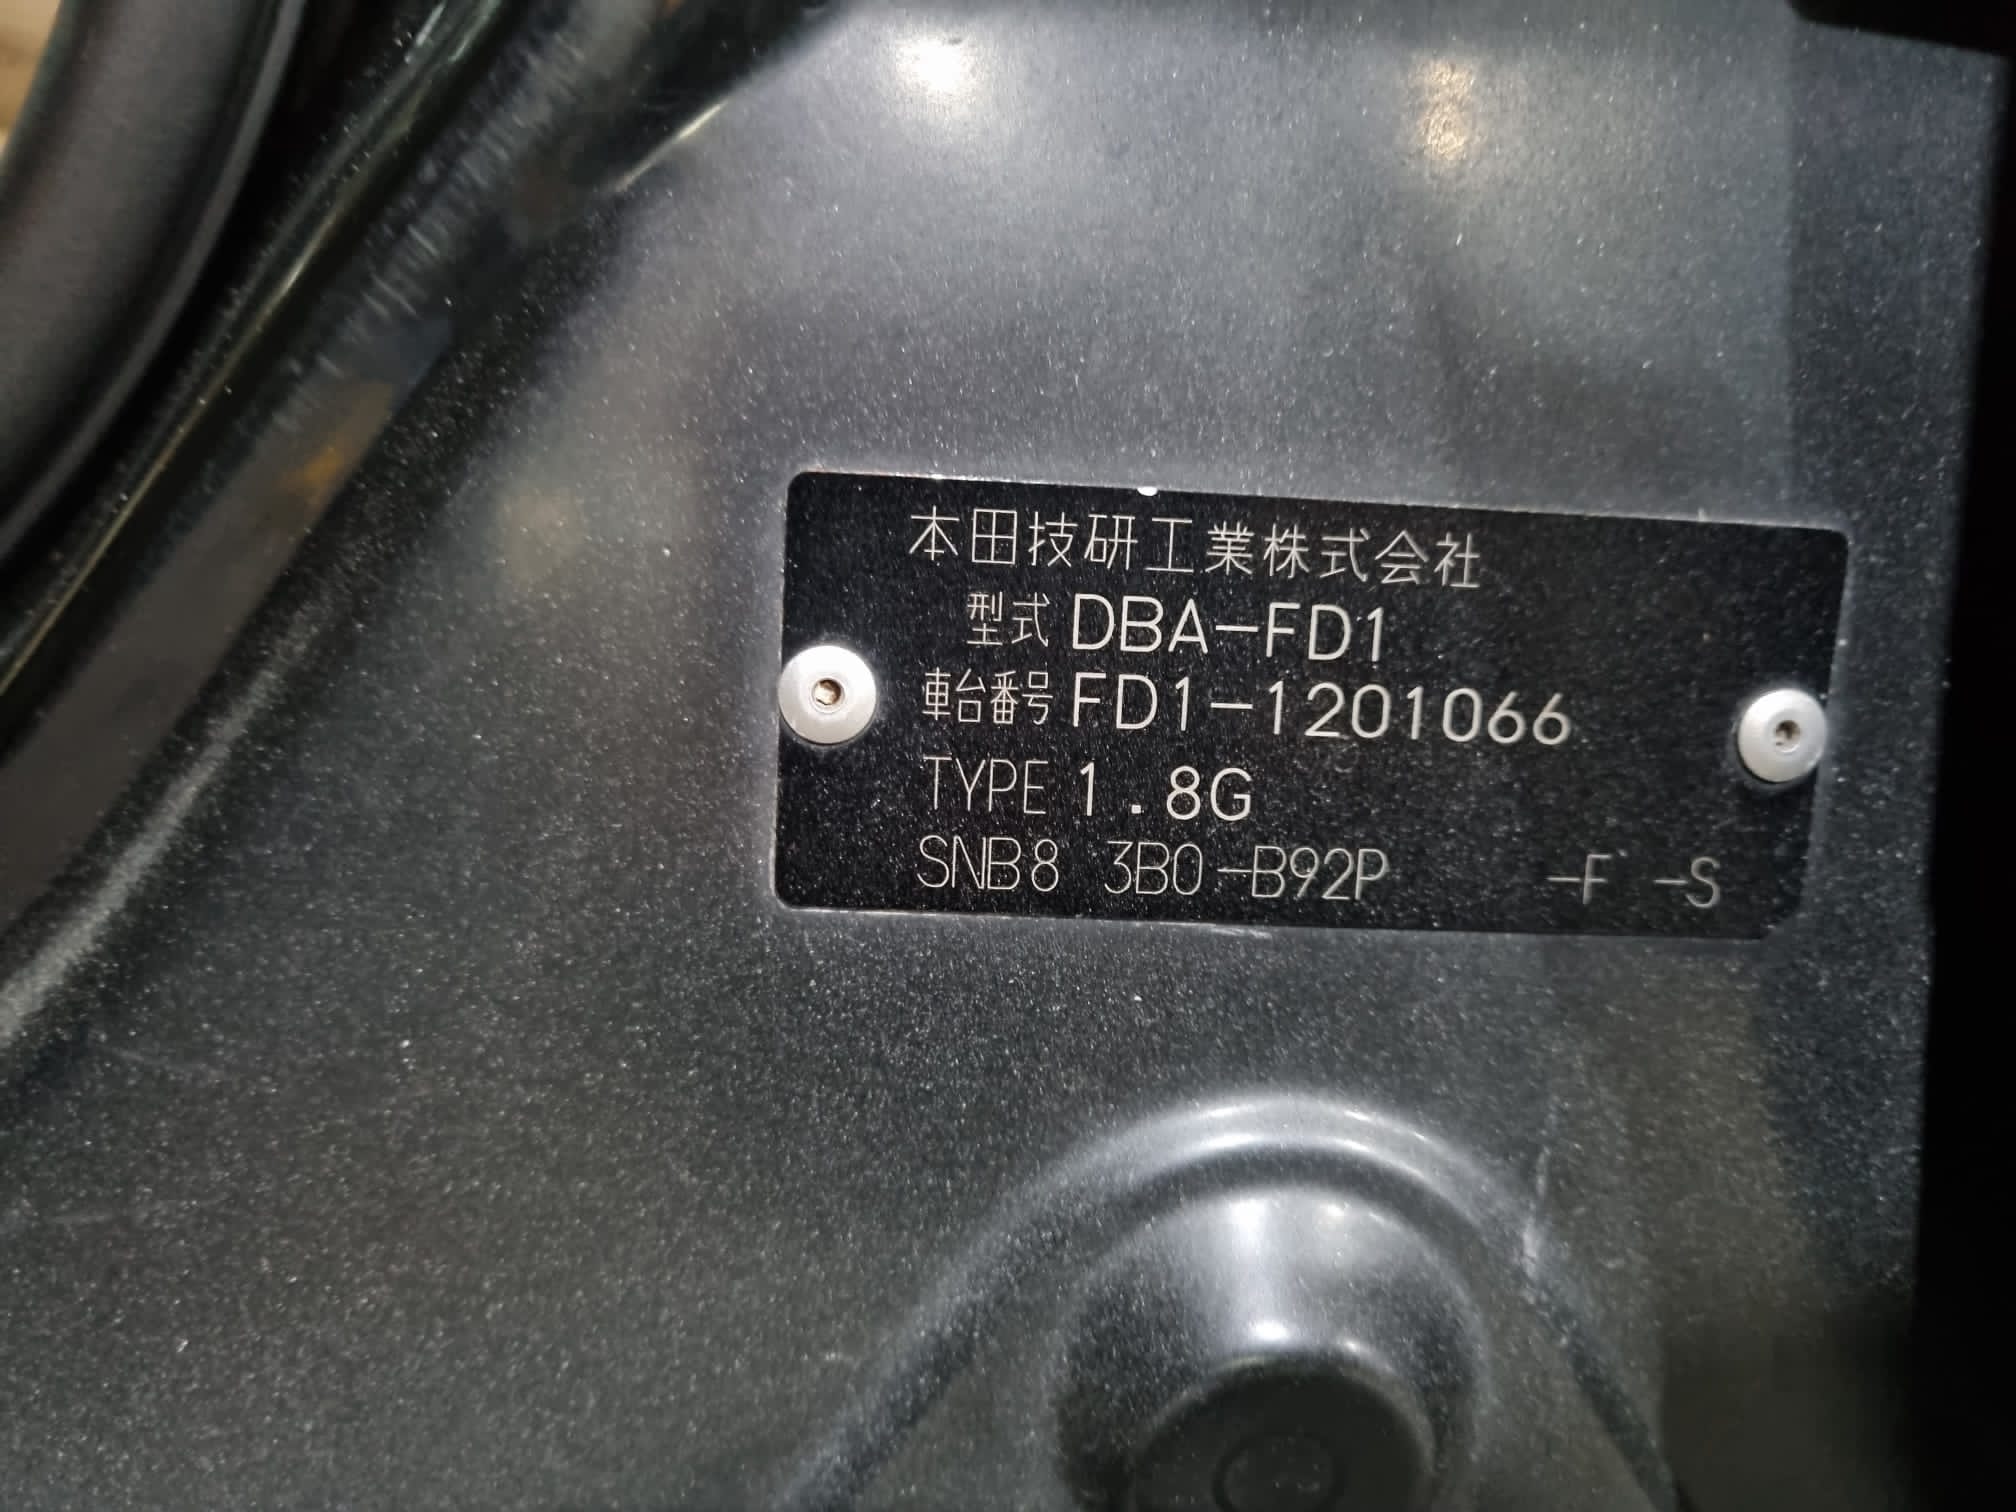 本田技研工業株式会社
型式 DBA-FD1
車台番号 FD1-1201066
TYPE 1.8G
SNB8 3B0-B92P -F -S